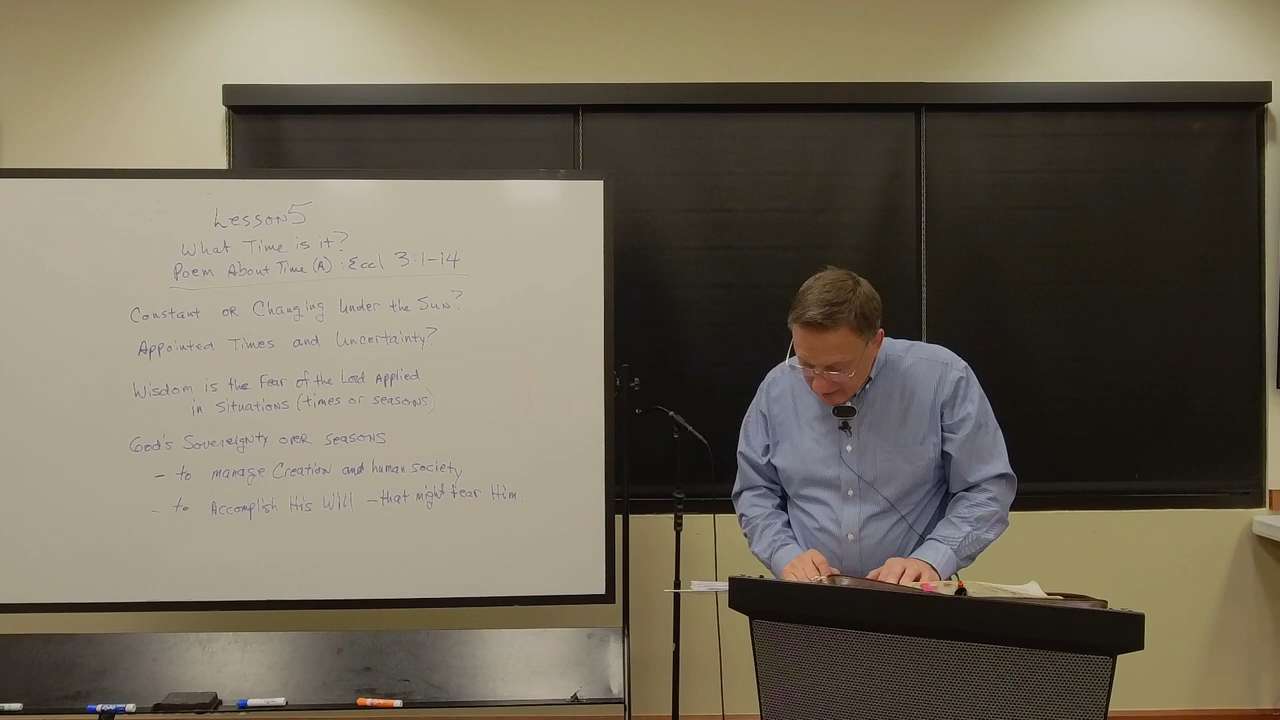 Lesson 5
What Time is it?
Poem About Time (A) : Eccl 3:1-14
Constant or Changing Under the Sun?
Appointed Times and Uncertainty?
Wisdom is the Fear of the Lord Applied
in Situations (times or seasons)
God's Sovereignty over seasons
- to manage Creation and human society
- to Accomplish His Will - that might fear Him.